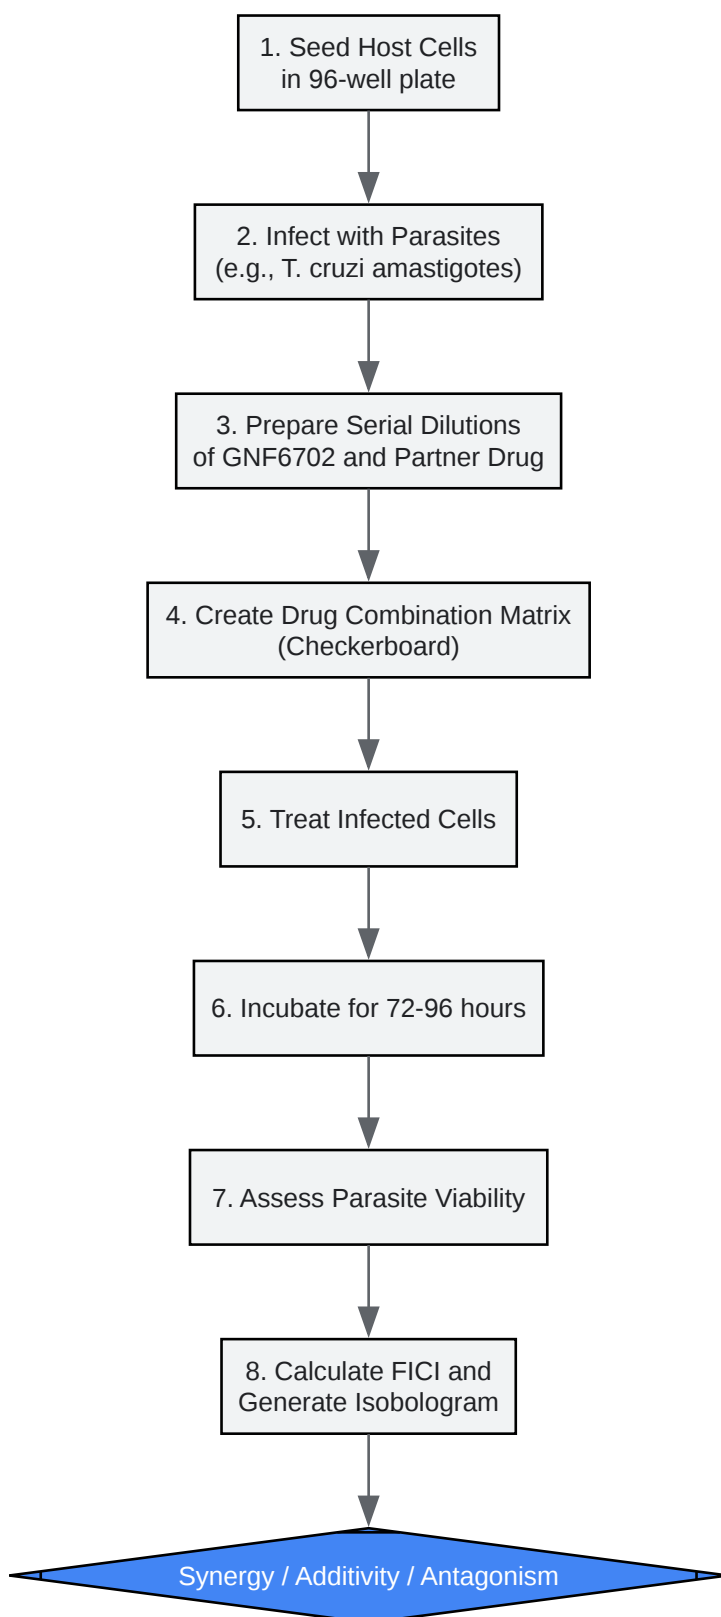 1. Seed Host Cells
in 96-well plate
2. Infect with Parasites
(e.g., T. cruzi amastigotes)
3. Prepare Serial Dilutions
of GNF6702 and Partner Drug
4. Create Drug Combination Matrix
(Checkerboard)
5. Treat Infected Cells
6. Incubate for 72-96 hours
7. Assess Parasite Viability
8. Calculate FICI and
Generate Isobologram
Synergy / Additivity / Antagonism